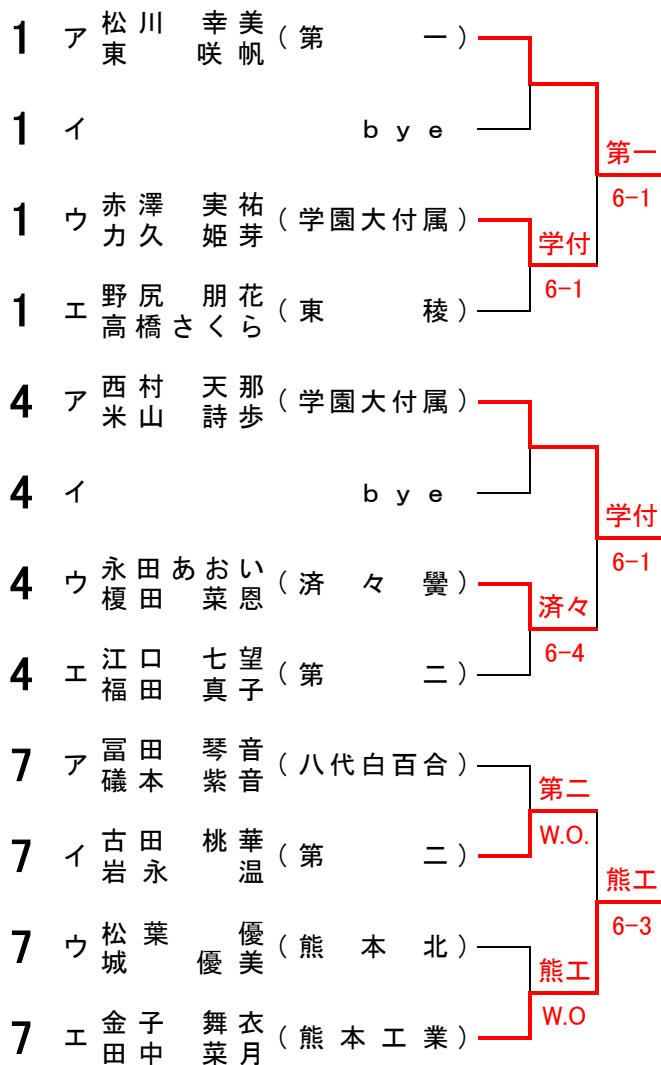 1 ア 松川 幸美 (第一)
東 咲帆
1 イ bye
第一
6-1
1 ウ 赤澤 実祐 (学園大付属)
力久 姫芽
学付
6-1
1 エ 野尻 朋花 (東稜)
高橋さくら
4 ア 西村 天那 (学園大付属)
米山 詩歩
4 イ bye
学付
6-1
4 ウ 永田あおい (済々黌)
榎田 菜恩
済々
6-4
4 エ 江口 七望 (第二)
福田 真子
7 ア 冨田 琴音 (八代白百合)
礒本 紫音
第二
W.O.
7 イ 古田 桃華 (第二)
岩永 温
熊工
6-3
7 ウ 松葉 優 (熊本北)
城 優美
熊工
W.O
7 エ 金子 舞衣 (熊本工業)
田中 菜月